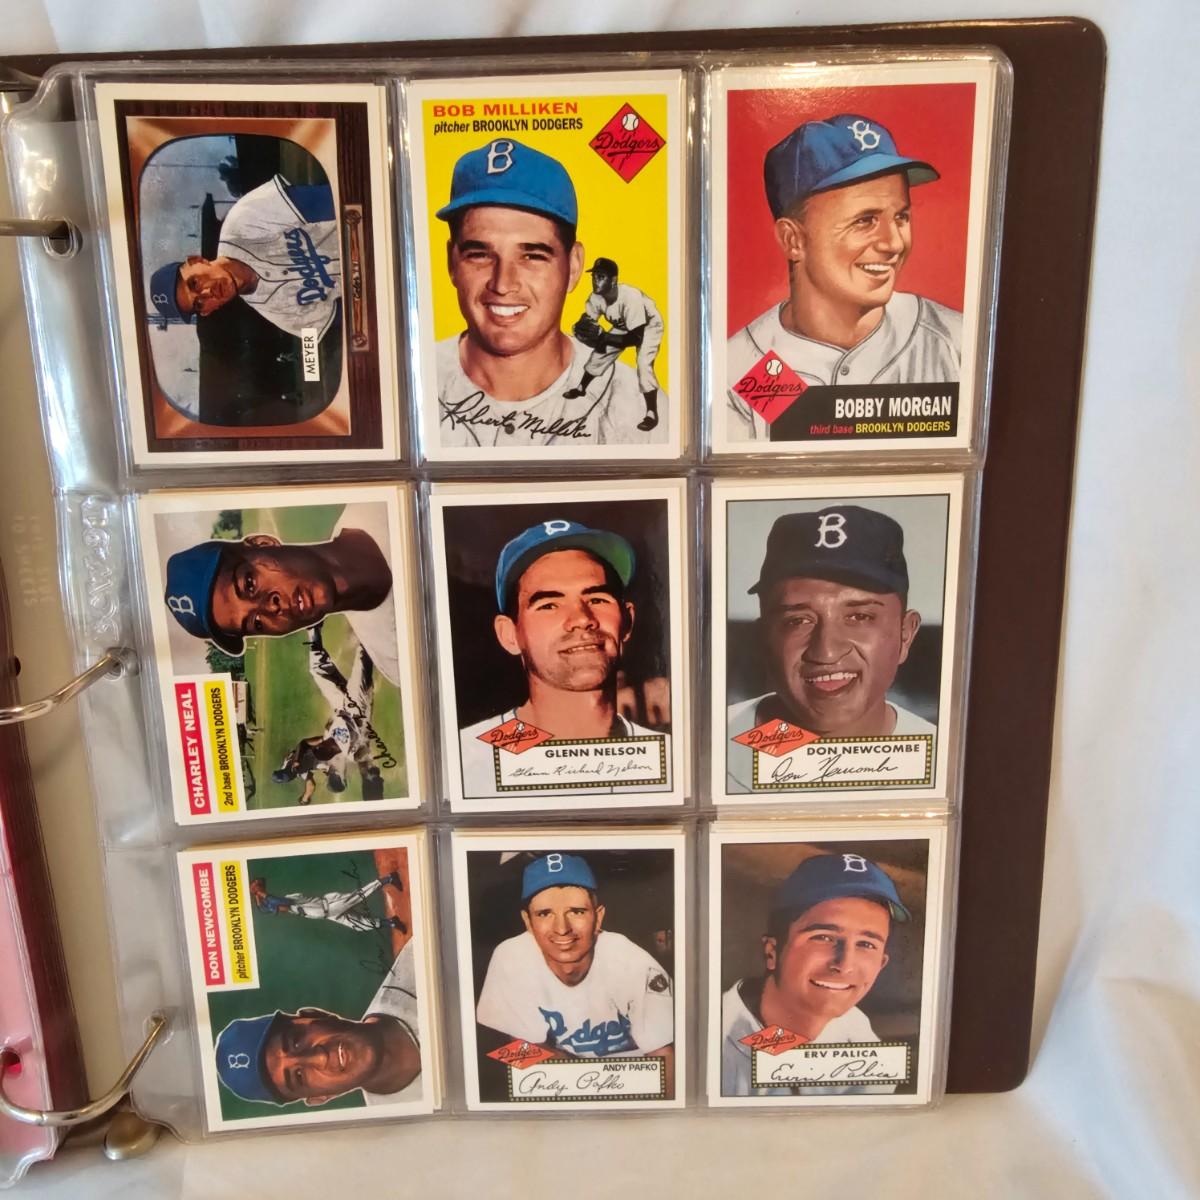 B
Dodgers
MEYER
BOB MILLIKEN
pitcher BROOKLYN DODGERS
Dodgers
B
Robert Milliken
B
Dodgers
BOBBY MORGAN
third base BROOKLYN DODGERS
B
CHARLEY NEAL
2nd base BROOKLYN DODGERS
B
Dodgers
GLENN NELSON
Glenn Richard Nelson
B
Dodgers
DON NEWCOMBE
Don Newcombe
DON NEWCOMBE
pitcher BROOKLYN DODGERS
B
B
Dodgers
Dodgers
ANDY PAFKO
Andy Pafko
B
Dodgers
ERV PALICA
Ervin Palica